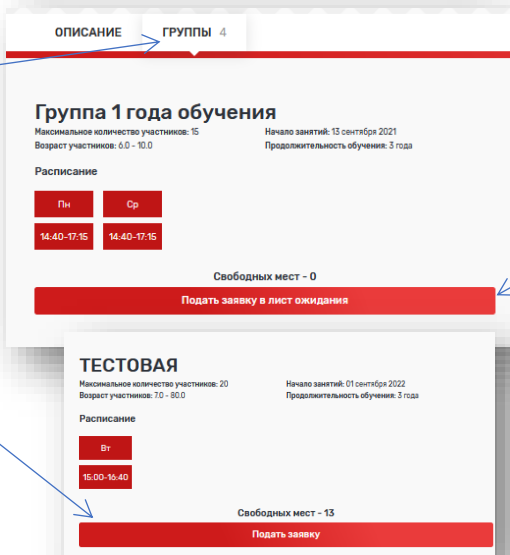 ОПИСАНИЕ ГРУППЫ 4
Группа 1 года обучения
Максимальное количество участников: 15 Начало занятий: 13 сентября 2021
Возраст участников: 6.0 - 10.0 Продолжительность обучения: 3 года
Расписание
Пн Ср
14:40-17:15 14:40-17:15
Свободных мест - 0
Подать заявку в лист ожидания
ТЕСТОВАЯ
Максимальное количество участников: 20 Начало занятий: 01 сентября 2022
Возраст участников: 7.0 - 80.0 Продолжительность обучения: 3 года
Расписание
Вт
15:00-16:40
Свободных мест - 13
Подать заявку